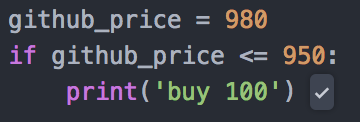 github_price = 980
if github_price <= 950:
    print('buy 100')